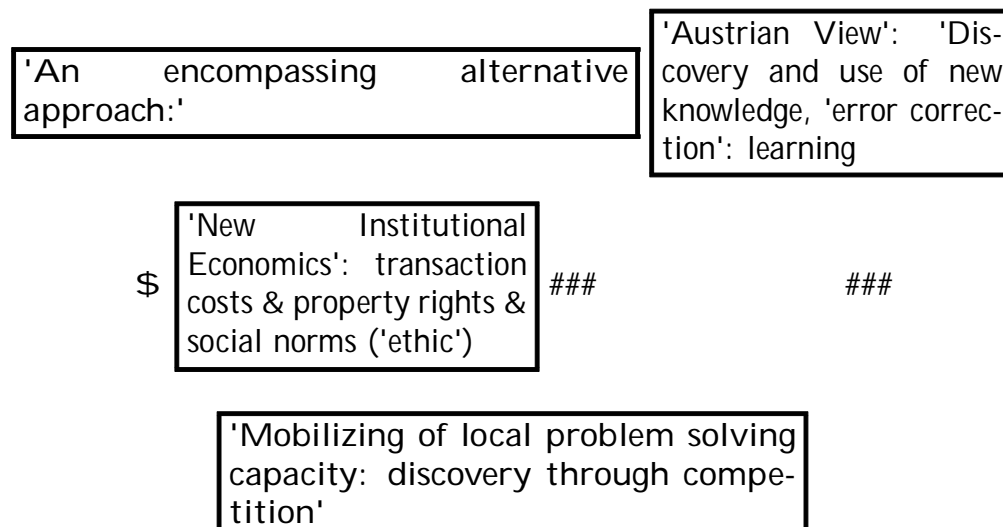 'An encompassing alternative
approach:'
'Austrian View': 'Dis-
covery and use of new
knowledge, 'error correc-
tion': learning
$
'New Institutional
Economics': transaction
costs & property rights &
social norms ('ethic')
### ###
'Mobilizing of local problem solving
capacity: discovery through compe-
tition'